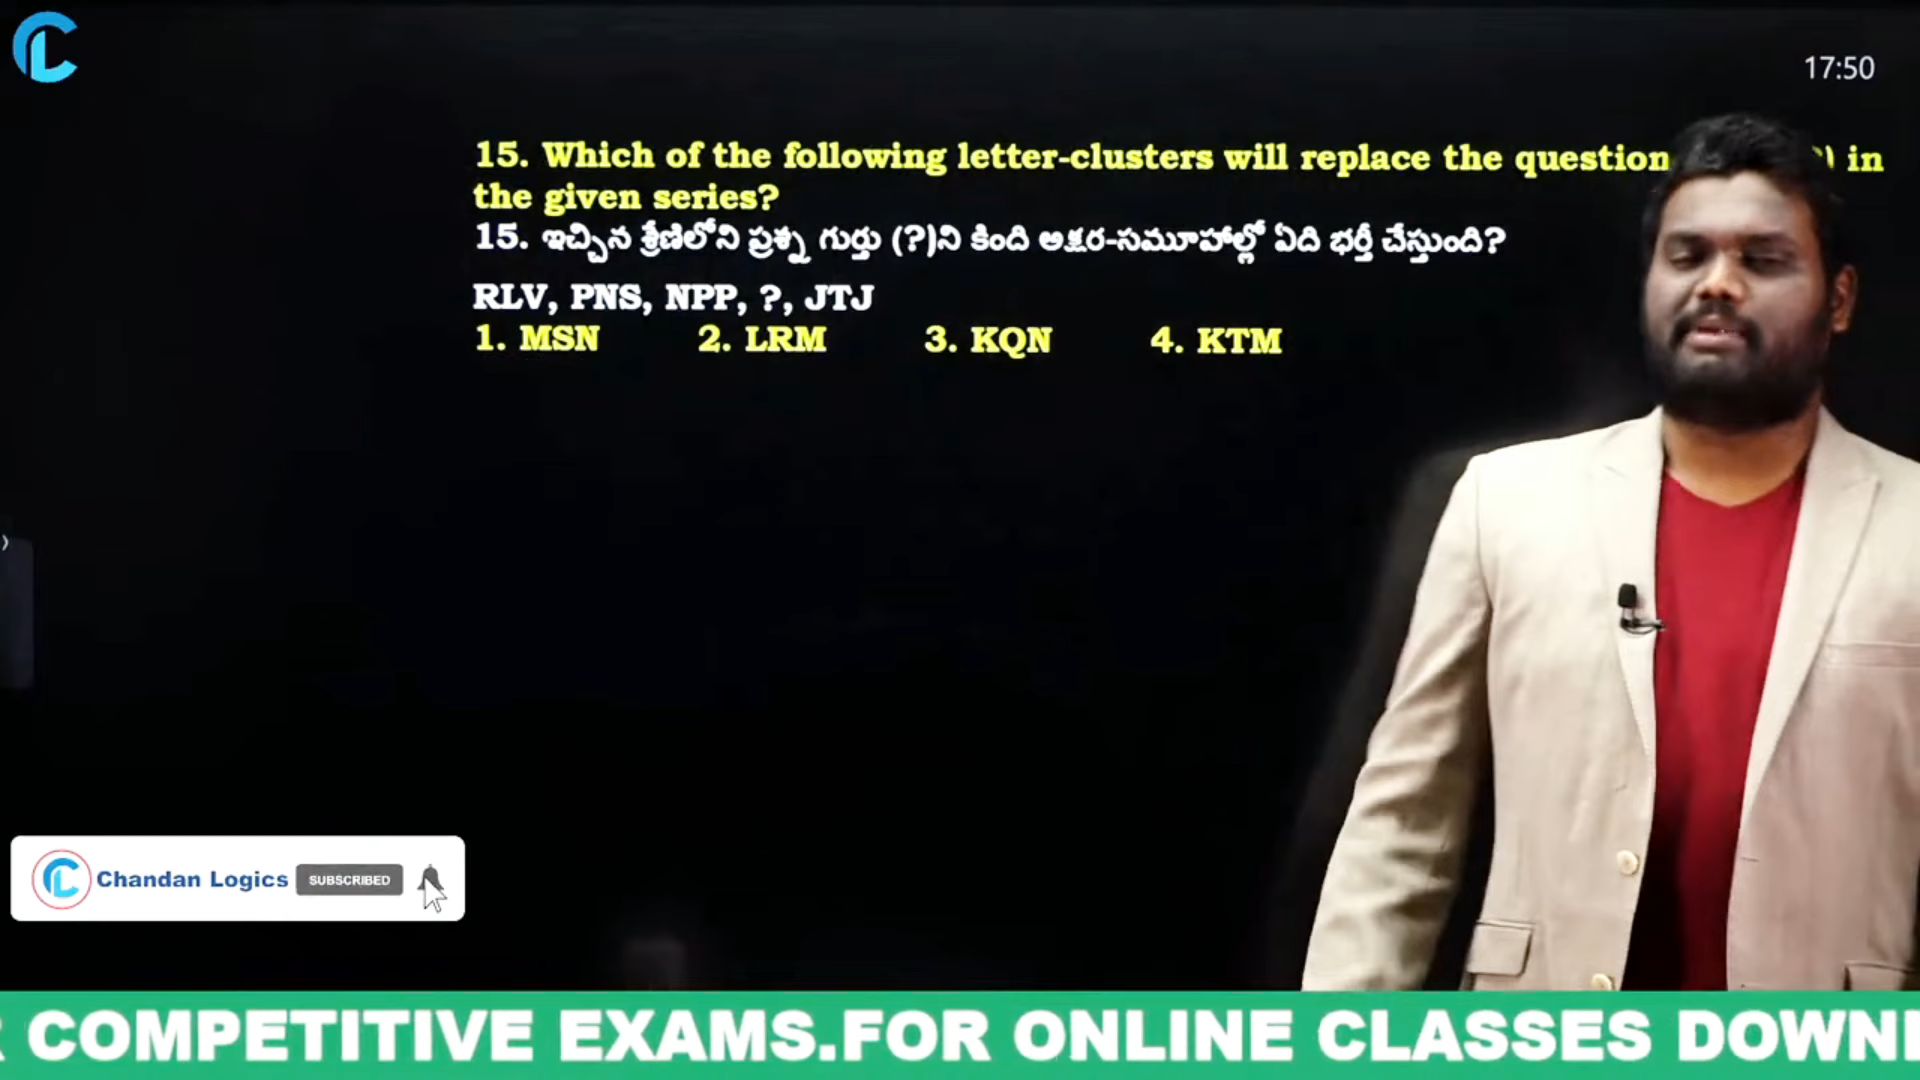 17:50
15. Which of the following letter-clusters will replace the question in
the given series?
15. ఇచ్చిన శ్రేణిలోని ప్రశ్న గుర్తు (?)ని కింది అక్షర-సమూహాల్లో ఏది భర్తీ చేస్తుంది?
RLV, PNS, NPP, ?, JTJ
1. MSN 2. LRM 3. KQN 4. KTM
Chandan Logics SUBSCRIBED
COMPETITIVE EXAMS.FOR ONLINE CLASSES